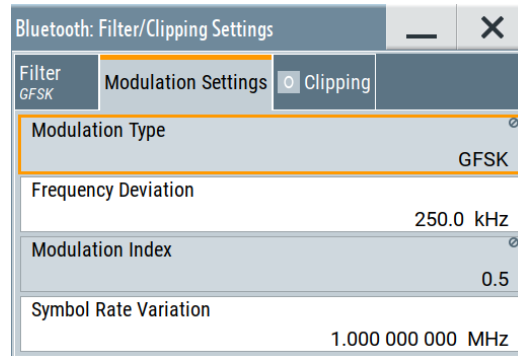 Bluetooth: Filter/Clipping Settings
Filter
GFSK
Modulation Settings
Clipping
Modulation Type
GFSK
Frequency Deviation
250.0 kHz
Modulation Index
0.5
Symbol Rate Variation
1.000 000 000 MHz